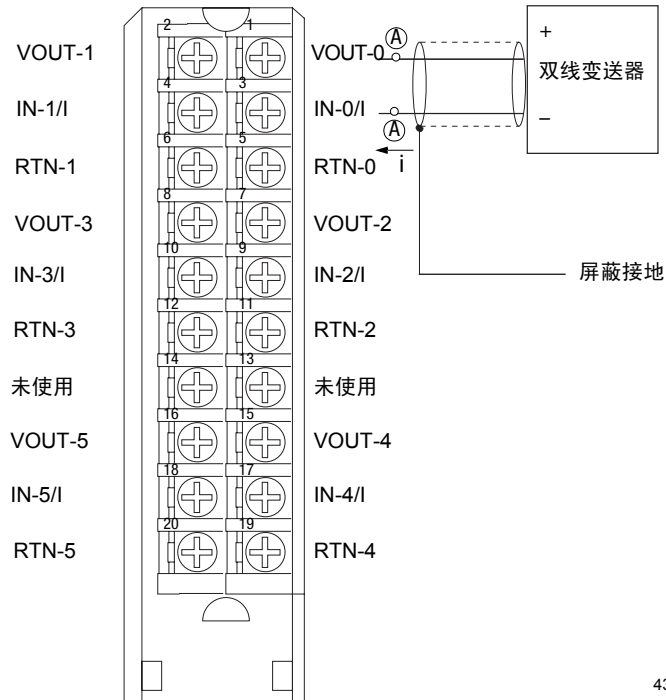 2 1
VOUT-1 VOUT-0 Ⓐ +
双线变送器
4 3
IN-1/I IN-0/I Ⓐ –
6 5
RTN-1 RTN-0 i
8 7
VOUT-3 VOUT-2
10 9
IN-3/I IN-2/I 屏蔽接地
12 11
RTN-3 RTN-2
14 13
未使用 未使用
16 15
VOUT-5 VOUT-4
18 17
IN-5/I IN-4/I
20 19
RTN-5 RTN-4